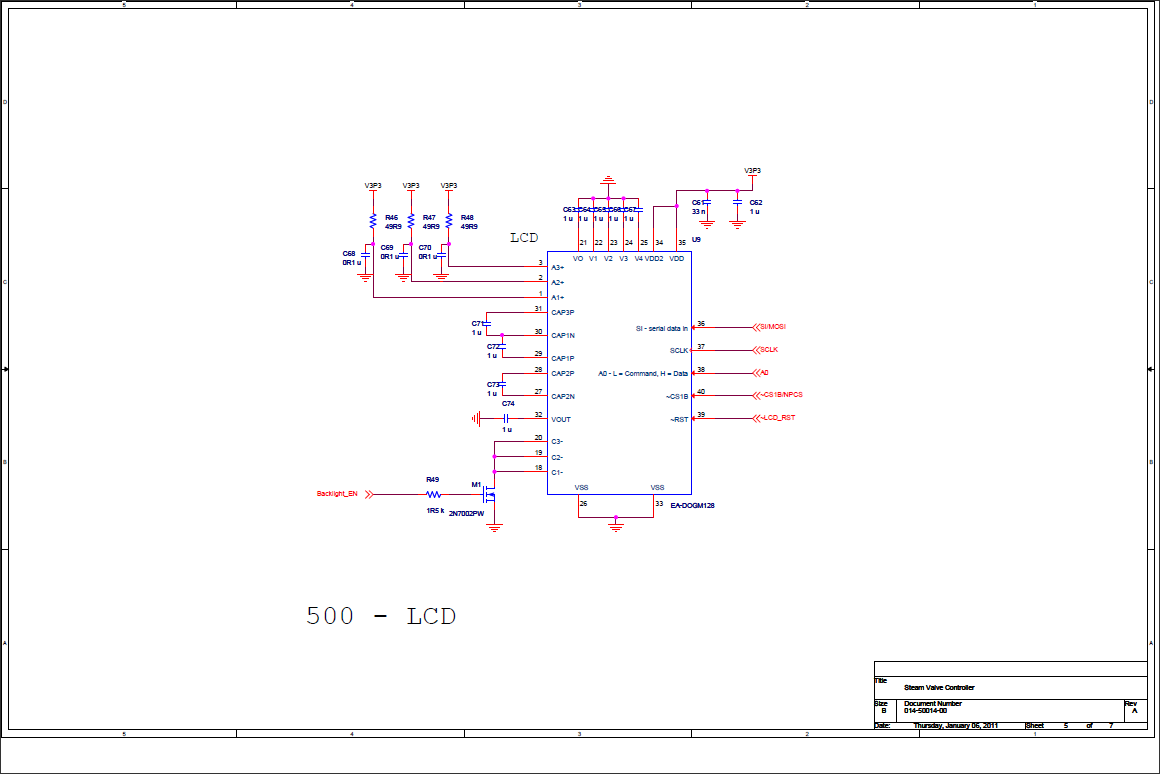 5 4 3 2 1
D D
C C
B B
A A
V3P3 V3P3 V3P3
R46 R47 R48
49R9 49R9 49R9
C68 C69 C70
0R1 u 0R1 u 0R1 u
LCD
V3P3
C63 C64 C65 C66 C67
1 u 1 u 1 u 1 u 1 u
C61 C62
33 n 1 u
21 22 23 24 25 34 35
U9
V0 V1 V2 V3 V4 VDD2 VDD
3 A3+
2 A2+
1 A1+
31 CAP3P
C71
1 u
30 CAP1N
C72
1 u
29 CAP1P
28 CAP2P
C73
1 u
27 CAP2N
C74
1 u
32 VOUT
20 C3-
19 C2-
18 C1-
SI - serial data in 36 SI/MOSI
SCLK 37 SCLK
A0 - L = Command, H = Data 38 A0
~CS1B 40 ~CS1B/NPCS
~RST 39 ~LCD_RST
VSS VSS
26 33
EA-DOGM128
Backlight_EN
R49
1R5 k
M1
2N7002PW
500 - LCD
Title
Steam Valve Controller
Size Document Number Rev
B 014-50014-00 A
Date: Thursday, January 06, 2011 Sheet 5 of 7
5 4 3 2 1